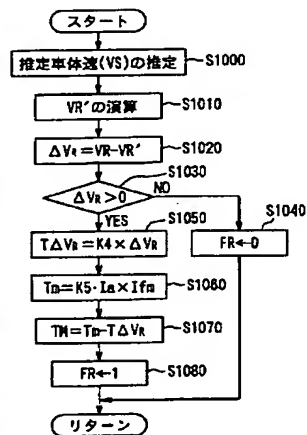 スタート
推定車体速(VS)の推定
S1000
VR'の演算
S1010
ΔVR=VR-VR'
S1020
S1030
ΔVR>0
NO
YES
S1050
S1040
TΔVR=K4×ΔVR
FR←0
Tm=K5·Ia×Ifm
S1060
TM=Tm-TΔVR
S1070
FR←1
S1080
リターン